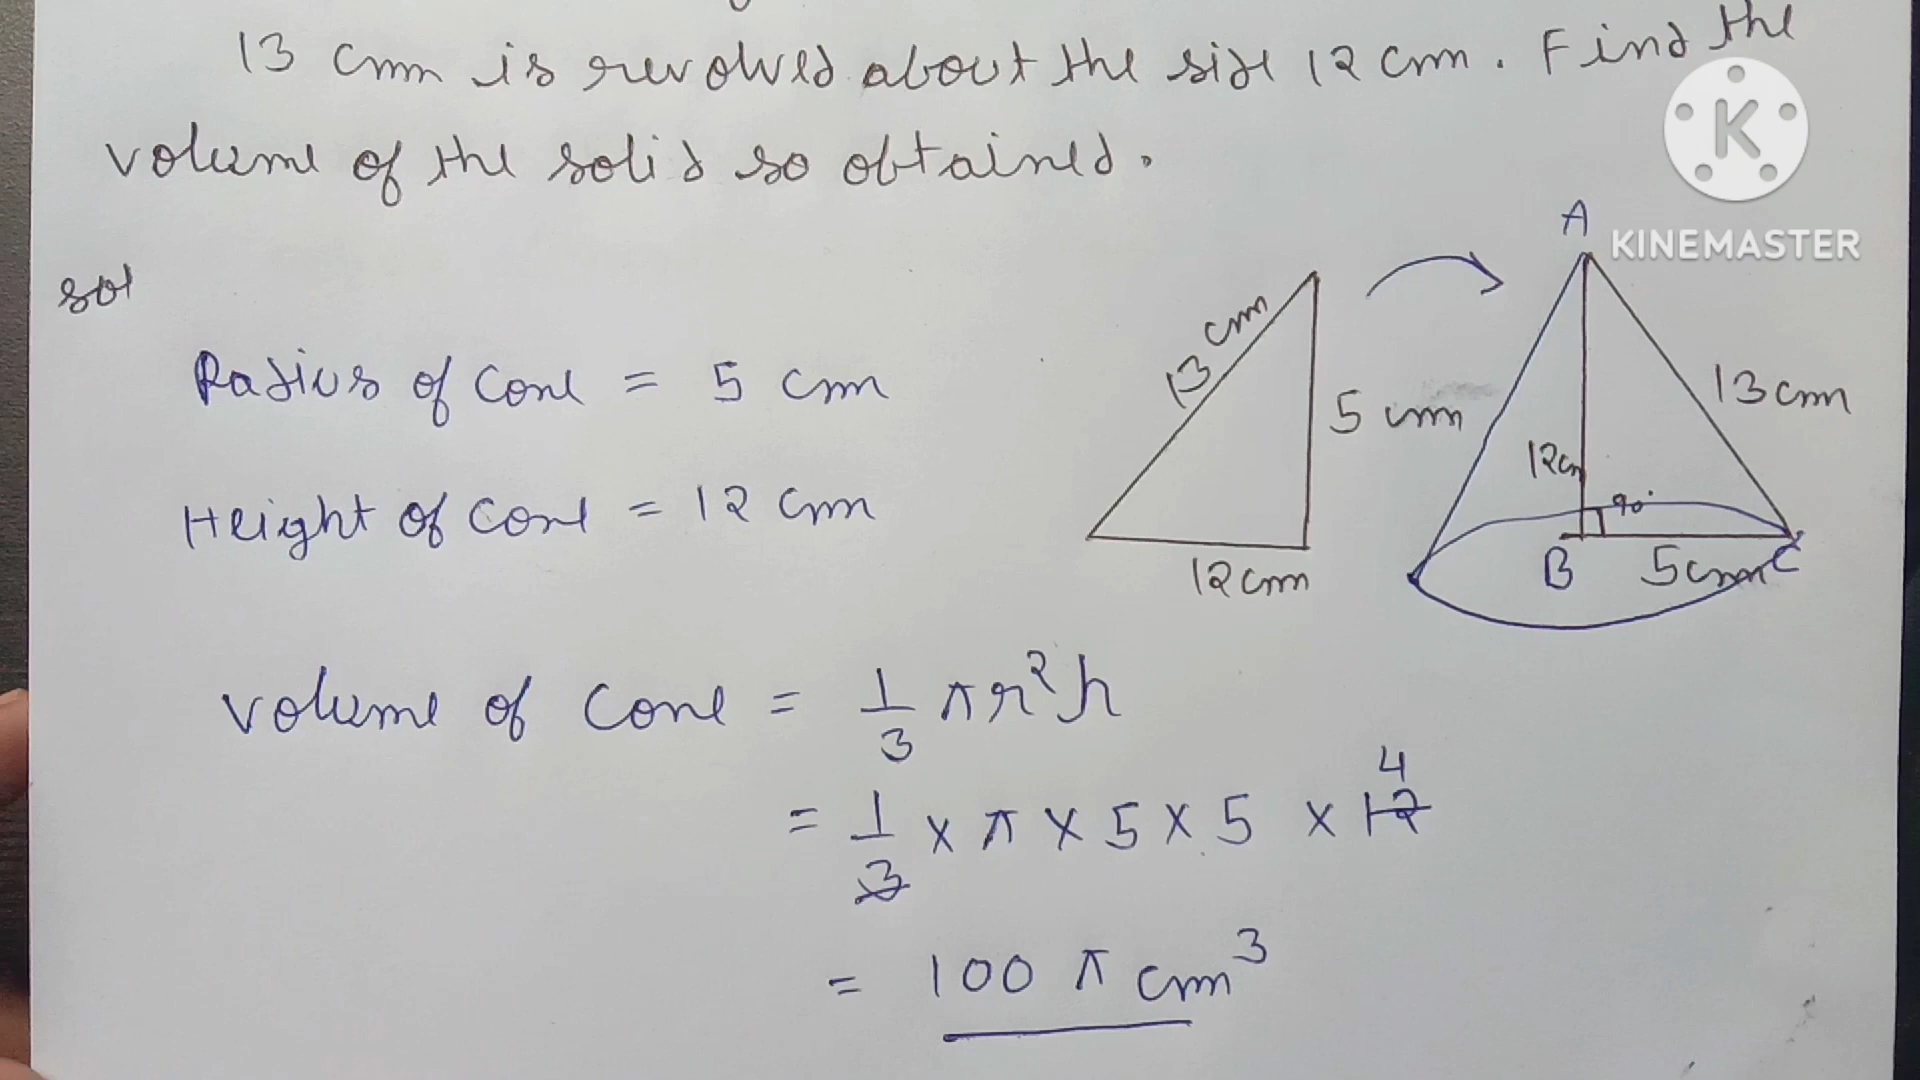 13 cm is revolved about the side 12 cm. Find the
volume of the solid so obtained.
K
KINEMASTER
sol
A
13 cm
5 cm
12 cm
12cm
13 cm
90°
B
5cm
C
Radius of cone = 5 cm
Height of cone = 12 cm
volume of cone = 1/3 πr²h
= 1/3 × π × 5 × 5 × 12 4
= 100 π cm³